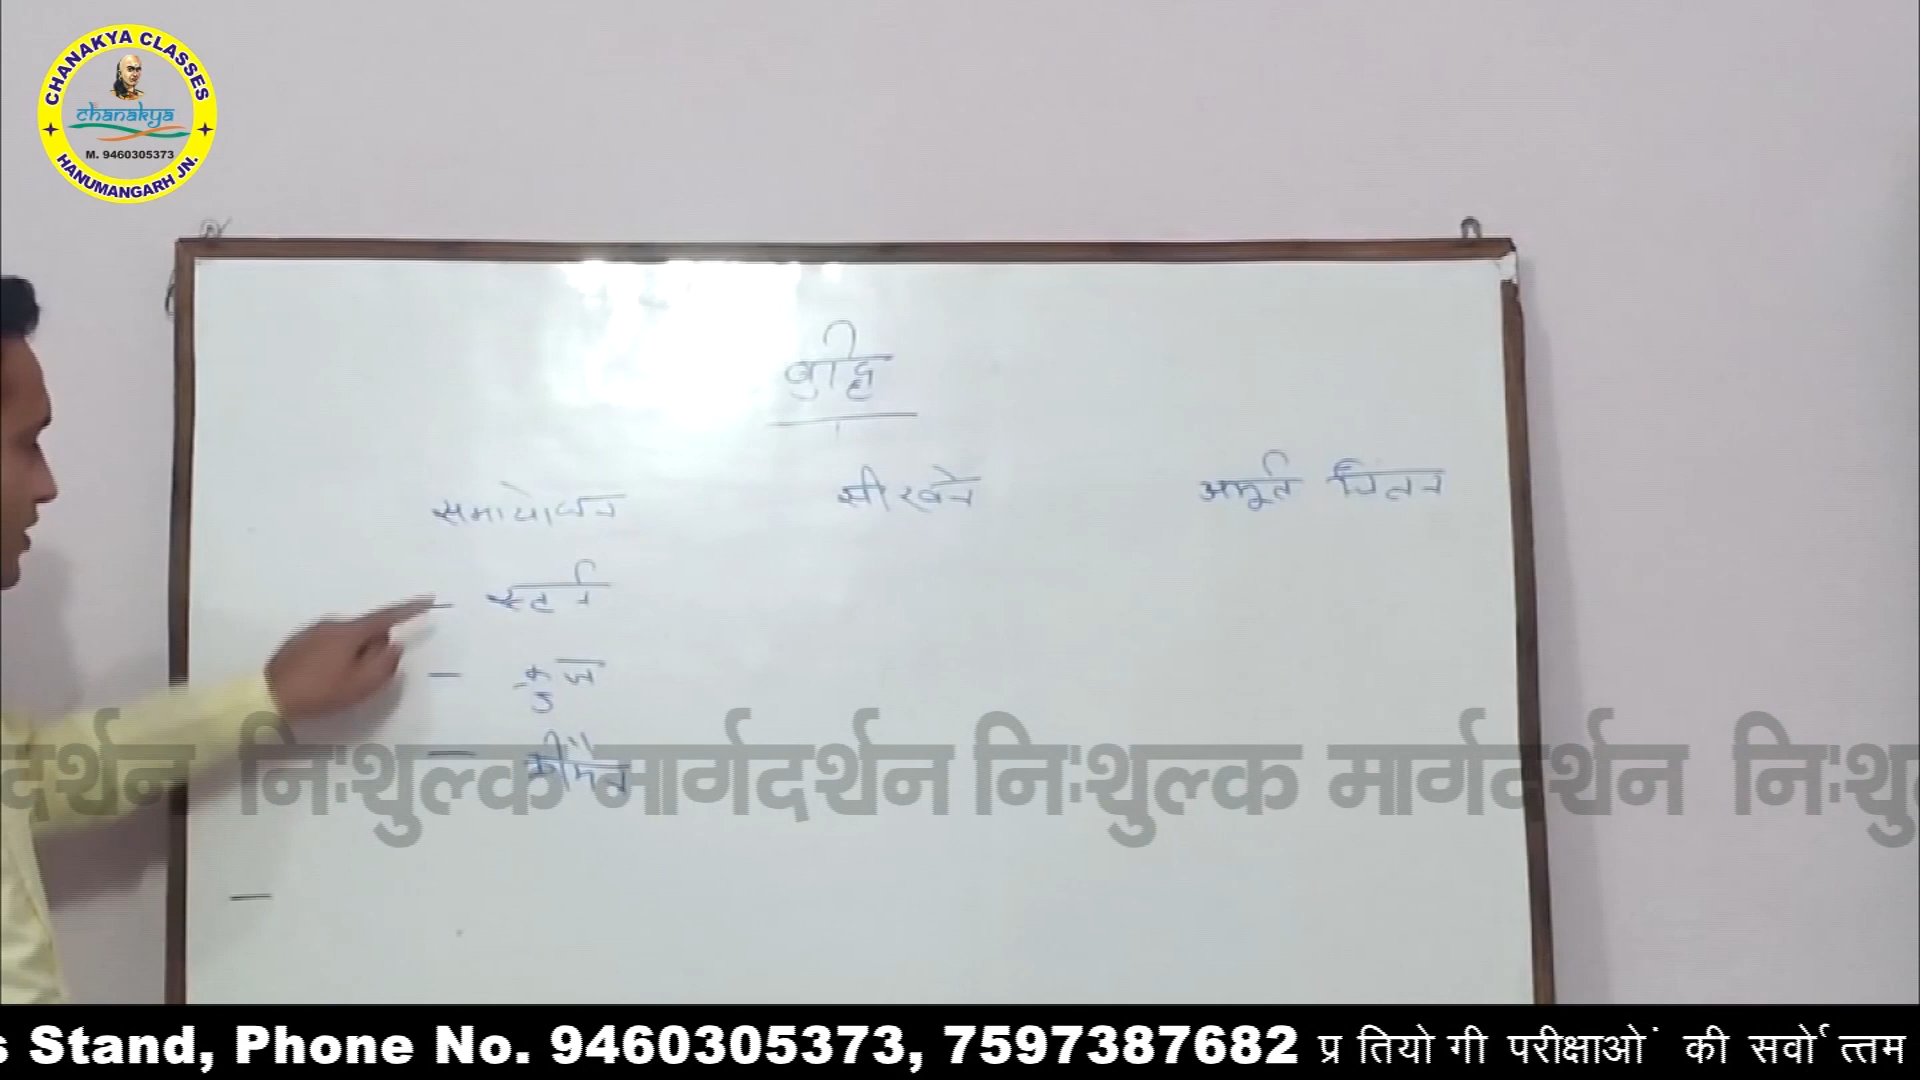 CHANAKYA CLASSES
chanakya
M. 9460305373
HANUMANGARH JN.
बुद्धि
समायोजन सीखने अमूर्त चिंतन
— स्टर्न
— क्रुज
—
दर्शन निःशुल्क मार्गदर्शन निःशुल्क मार्गदर्शन निःशु
s Stand, Phone No. 9460305373, 7597387682 प्रतियोगी परीक्षाओं की सर्वोत्तम